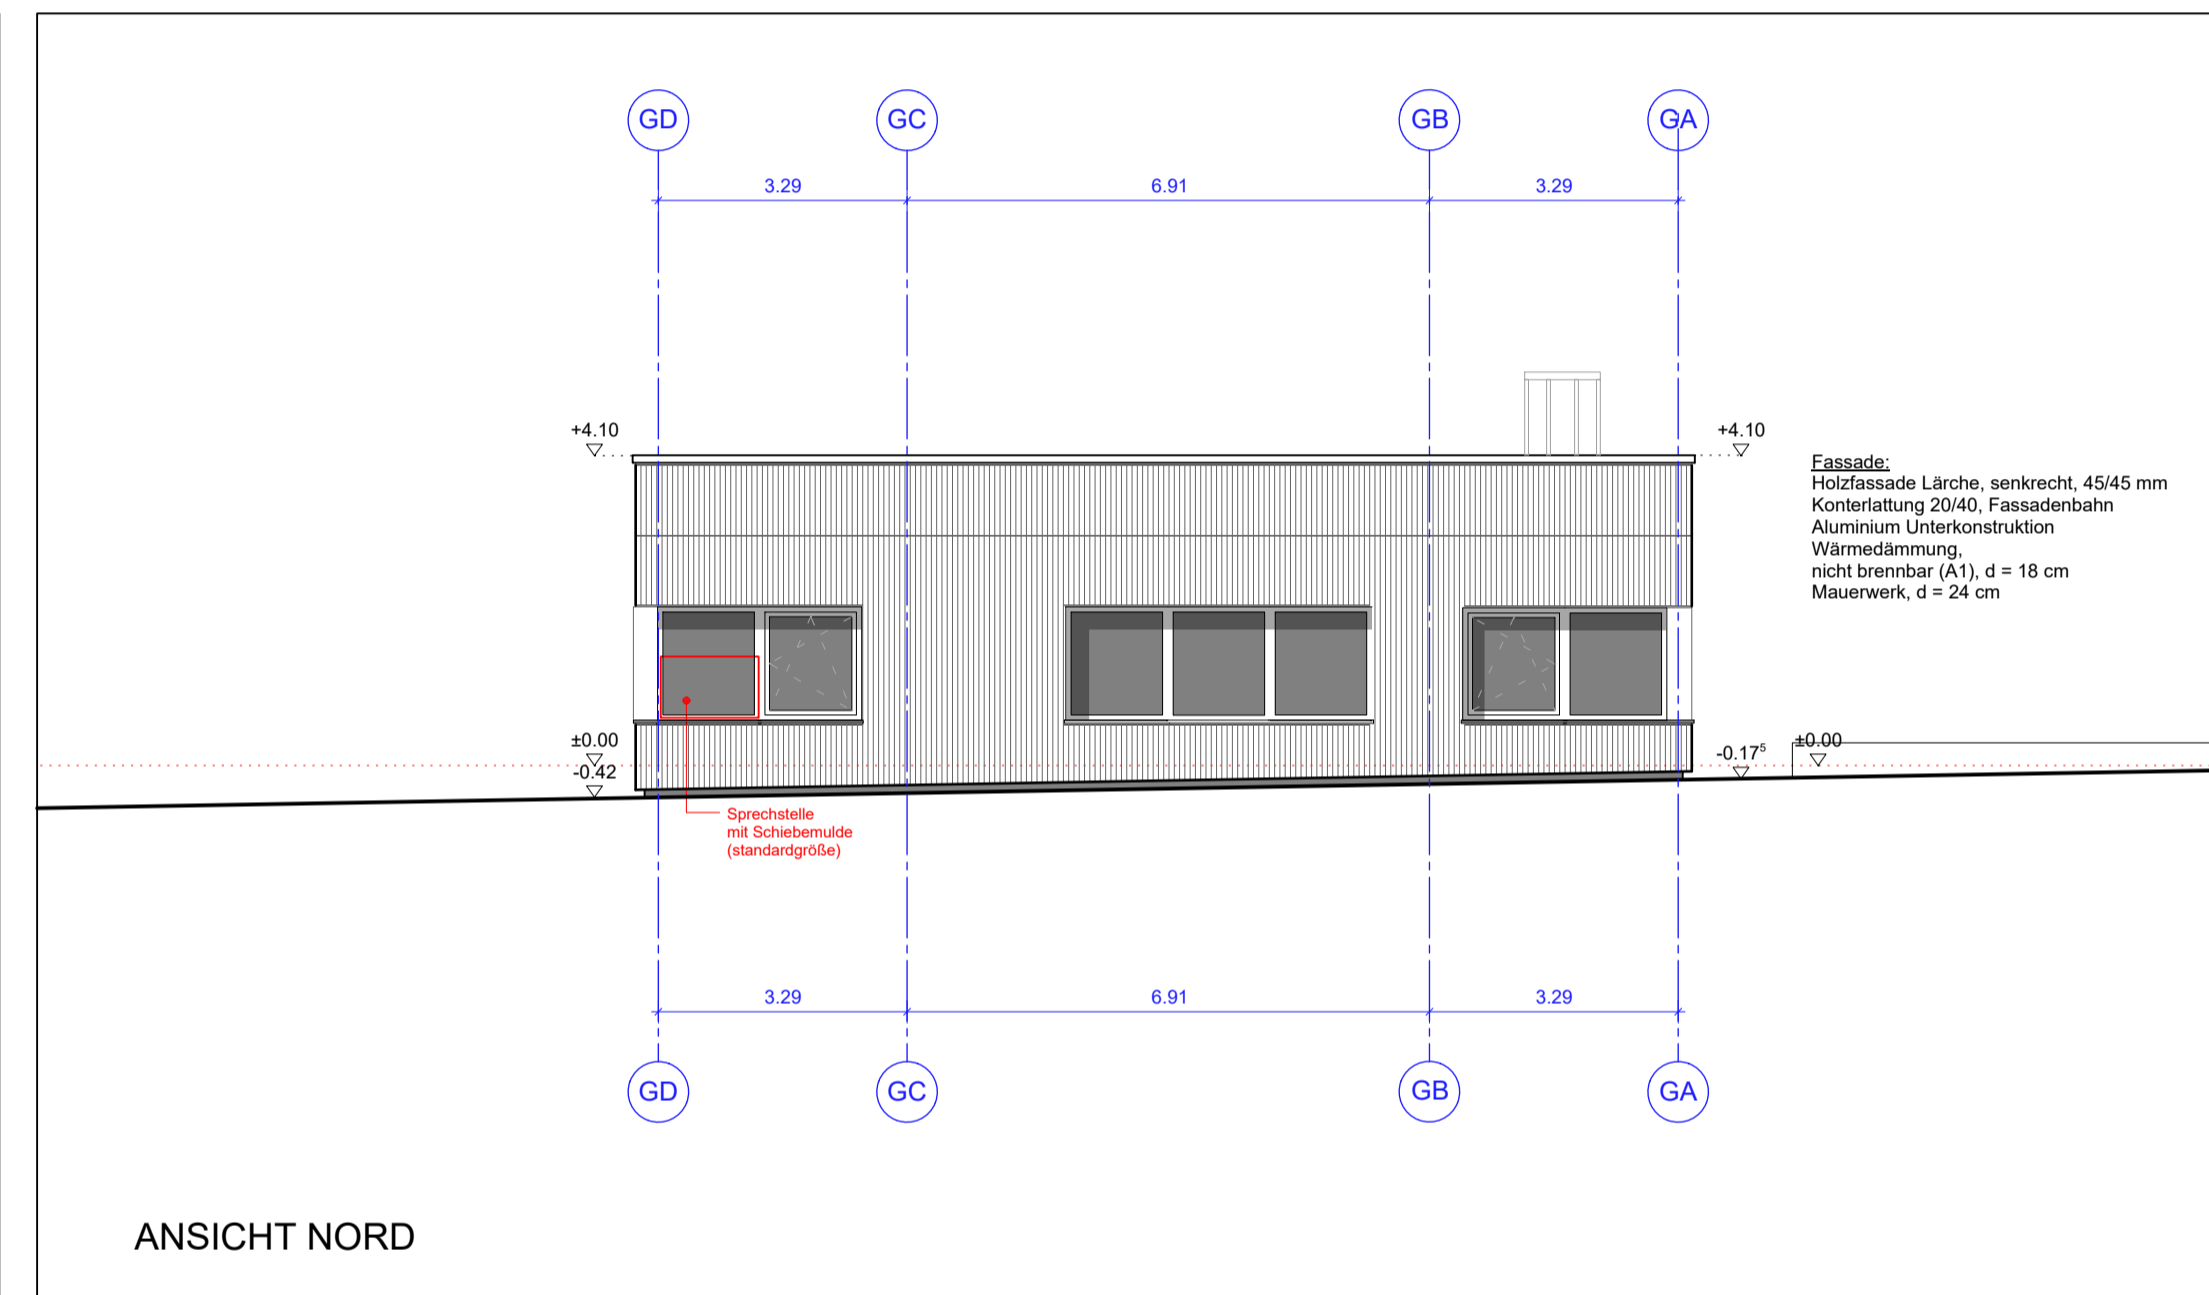 GD GC GB GA
3.29 6.91 3.29
+4.10 +4.10
Fassade:
Holzfassade Lärche, senkrecht, 45/45 mm
Konterlattung 20/40, Fassadenbahn
Aluminium Unterkonstruktion
Wärmedämmung,
nicht brennbar (A1), d = 18 cm
Mauerwerk, d = 24 cm
±0.00 -0.17⁵ ±0.00
-0.42
Sprechstelle
mit Schiebemulde
(standardgröße)
3.29 6.91 3.29
GD GC GB GA
ANSICHT NORD